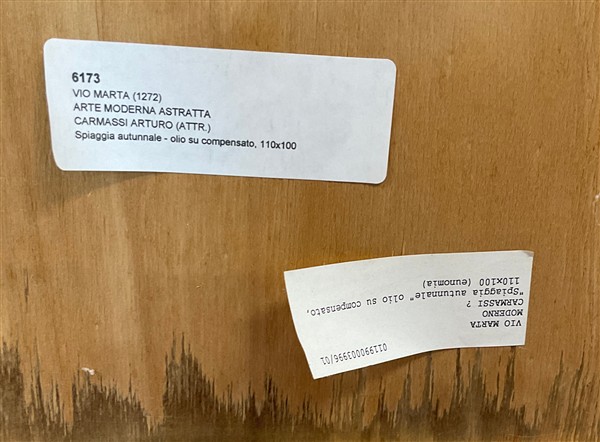 6173
VIO MARTA (1272)
ARTE MODERNA ASTRATTA
CARMASSI ARTURO (ATTR.)
Spiaggia autunnale - olio su compensato, 110x100
011990003996/01
VIO MARTA
MODERNO
CARMASSI ?
"Spiaggia autunnale" olio su compensato,
110x100 (eunomia)